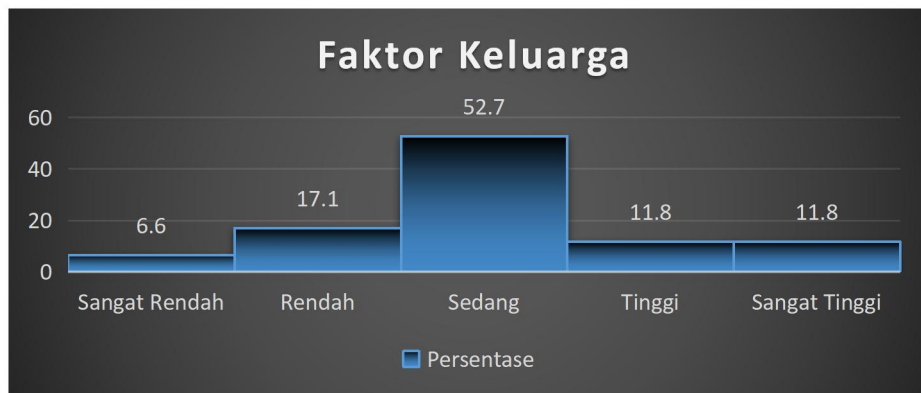 Faktor Keluarga
52.7
60
40
17.1
11.8
11.8
20
6.6
0
Sangat Rendah
Rendah
Sedang
Tinggi
Sangat Tinggi
Persentase